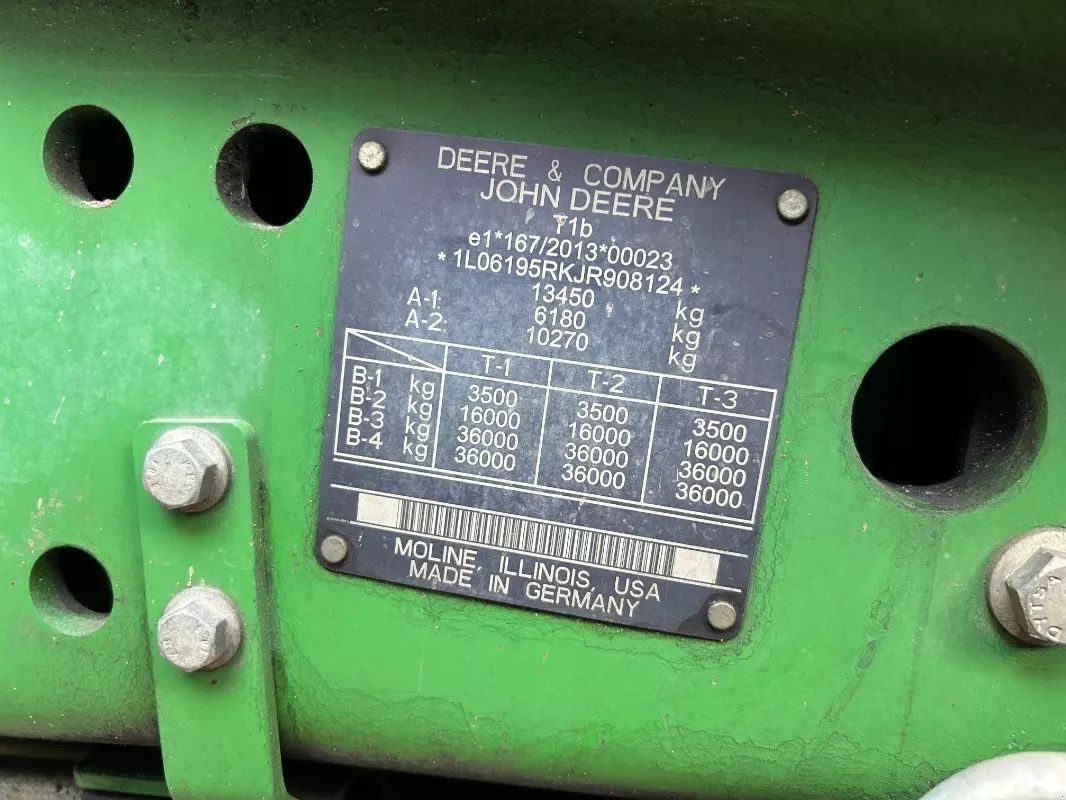 DEERE & COMPANY
JOHN DEERE
T1b
e1*167/2013*00023
*1L06195RKJR908124*
13450 kg
A-1: 6180 kg
A-2: 10270 kg
T-1 T-2 T-3
B-1 kg 3500 3500 3500
B-2 kg 16000 16000 16000
B-3 kg 36000 36000 36000
B-4 kg 36000 36000 36000
MOLINE, ILLINOIS, USA
MADE IN GERMANY